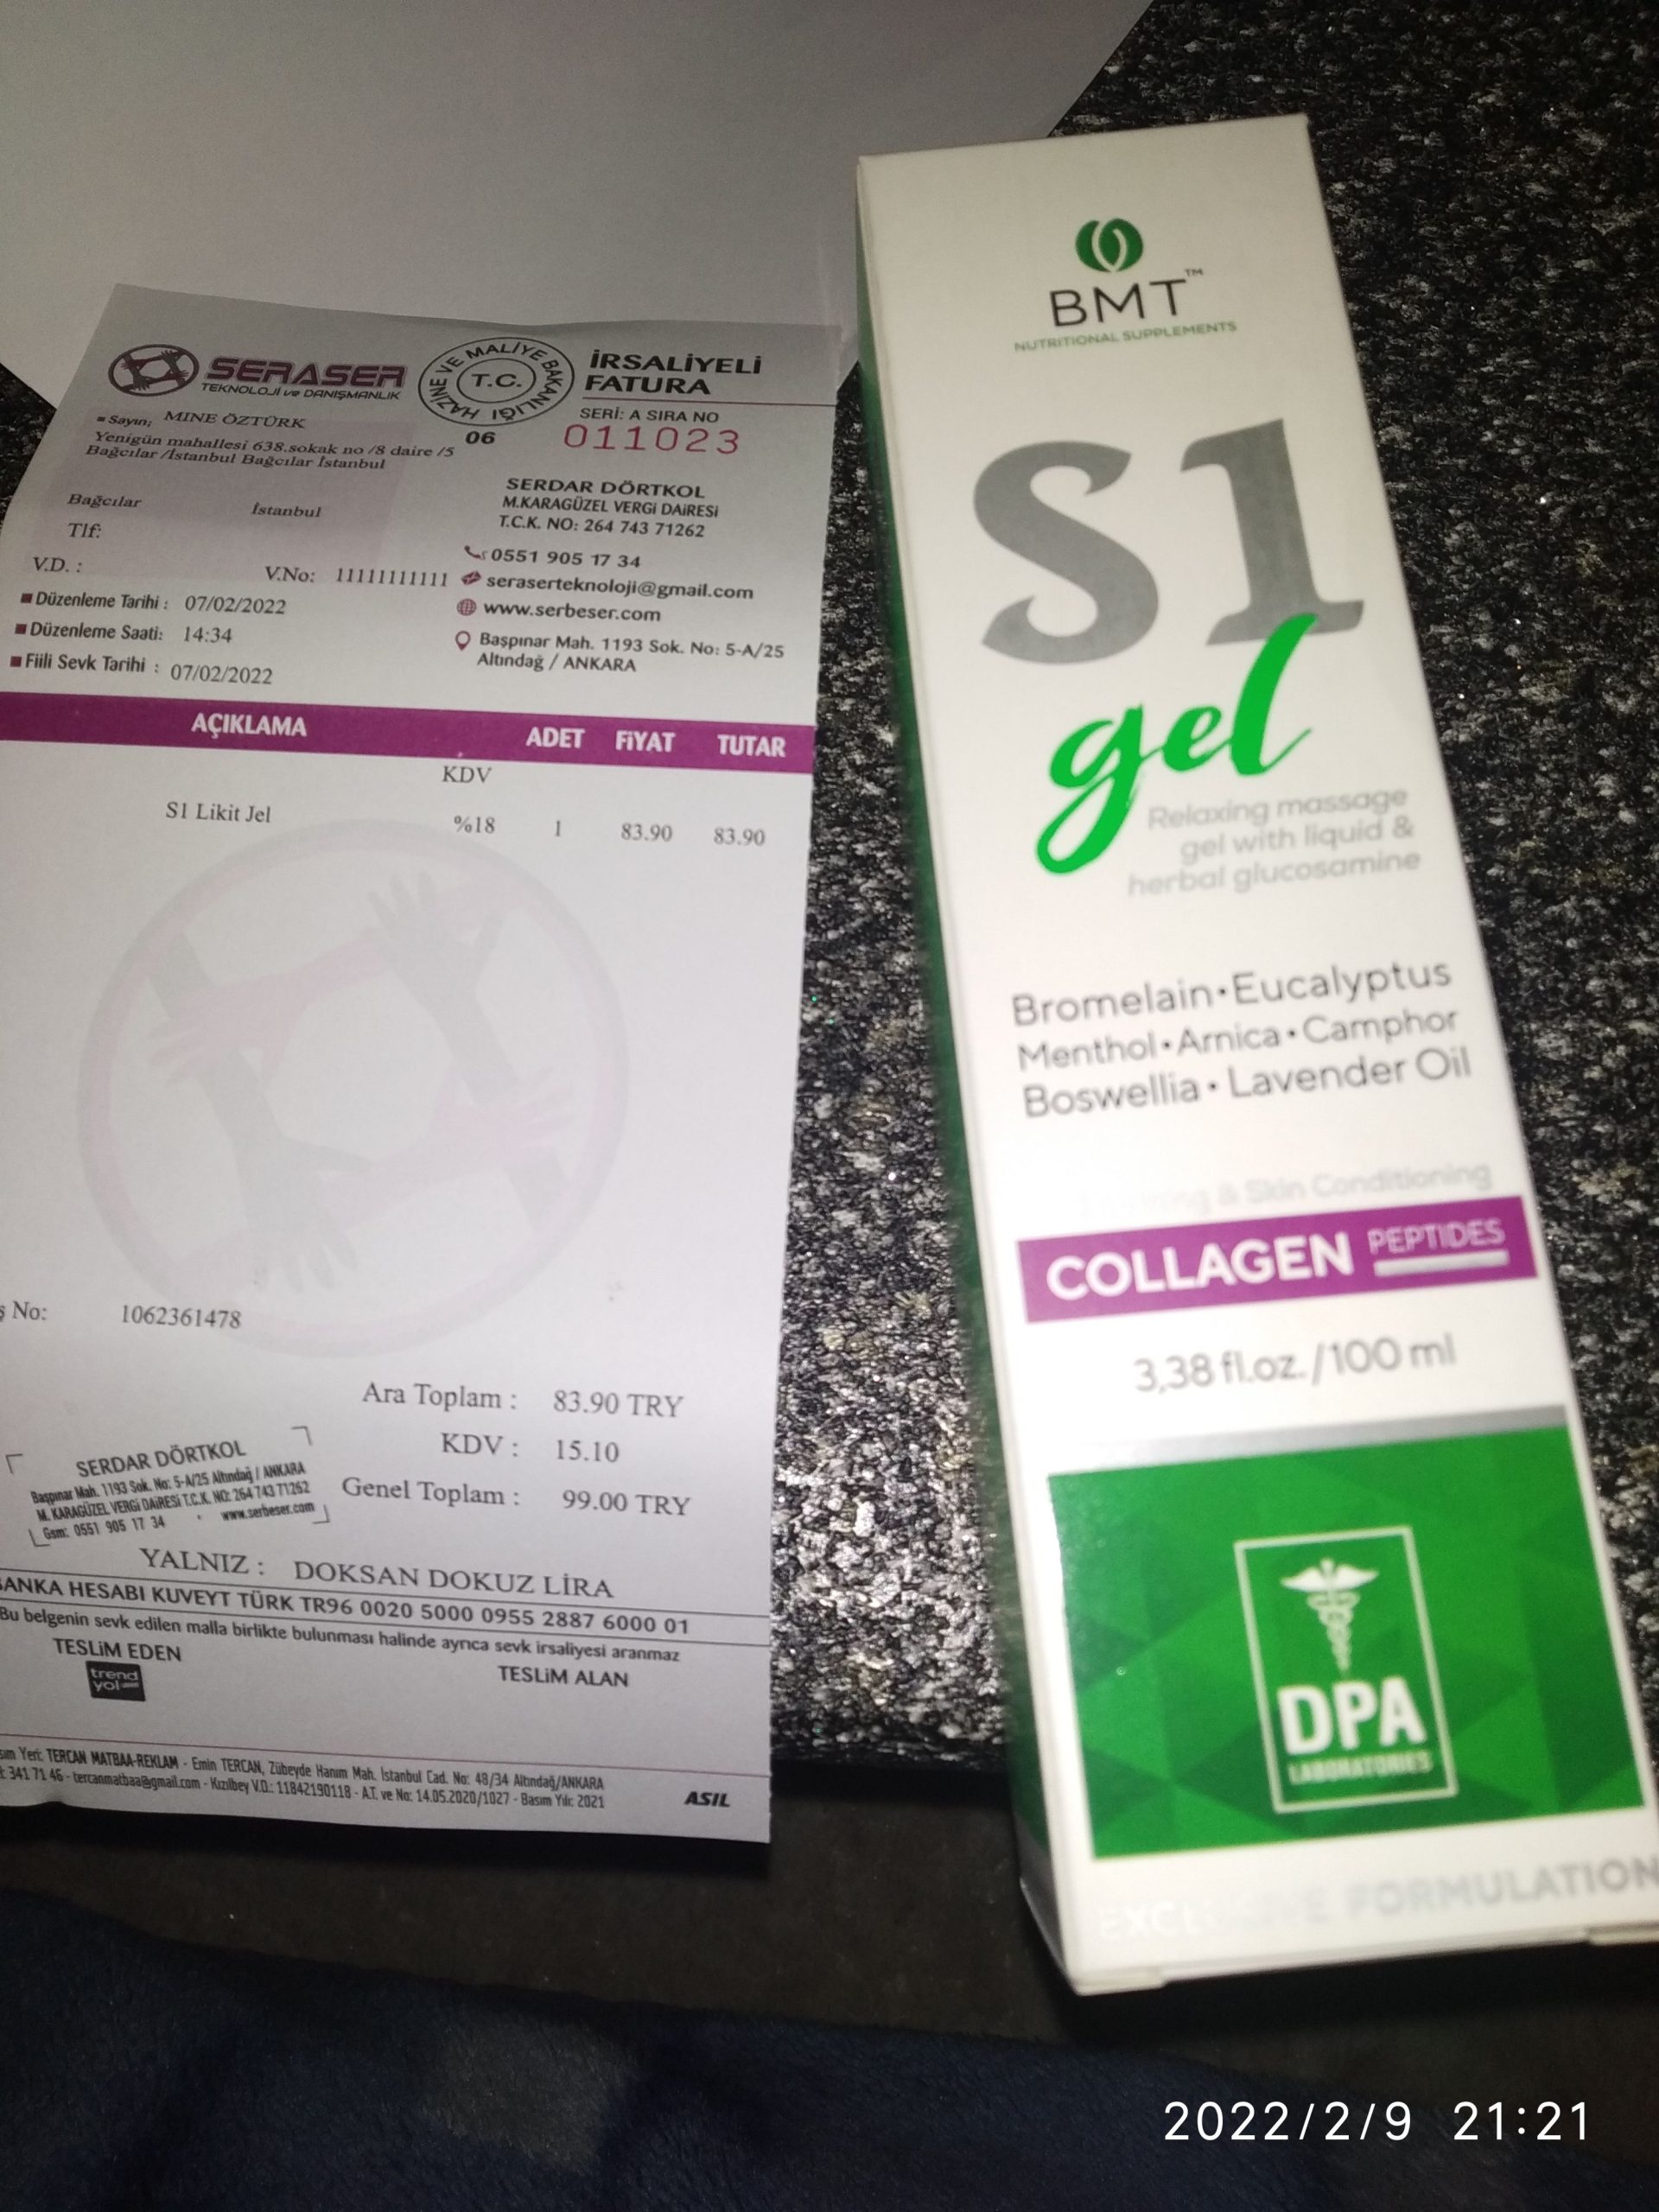 SERASER
TEKNOLOJİ ve DANIŞMANLIK
T.C. HAZİNE VE MALİYE BAKANLIĞI
06
İRSALİYELİ
FATURA
SERİ: A SIRA NO
011023
Sayın; MINE ÖZTÜRK
Yenigün mahallesi 638.sokak no /8 daire /5
Bağcılar /İstanbul Bağcılar İstanbul
Bağcılar İstanbul
Tlf:
V.D. :
V.No: 11111111111
Düzenleme Tarihi : 07/02/2022
Düzenleme Saati: 14:34
Fiili Sevk Tarihi : 07/02/2022
SERDAR DÖRTKOL
M.KARAGÜZEL VERGİ DAİRESİ
T.C.K. NO: 264 743 71262
0551 905 17 34
seraserteknoloji@gmail.com
www.serbeser.com
Başpınar Mah. 1193 Sok. No: 5-A/25
Altındağ / ANKARA
AÇIKLAMA ADET FİYAT TUTAR
KDV
S1 Likit Jel %18 1 83.90 83.90
No: 1062361478
Ara Toplam : 83.90 TRY
KDV : 15.10
Genel Toplam : 99.00 TRY
SERDAR DÖRTKOL
Başpınar Mah. 1193 Sok. No: 5-A/25 Altındağ / ANKARA
M. KARAGÜZEL VERGİ DAİRESİ T.C.K. NO: 264 743 71262
Gsm: 0551 905 17 34 www.serbeser.com
YALNIZ : DOKSAN DOKUZ LİRA
HESABI KUVEYT TÜRK TR96 0020 5000 0955 2887 6000 01
Bu belgenin sevk edilen malla birlikte bulunması halinde ayrıca sevk irsaliyesi aranmaz
TESLİM EDEN TESLİM ALAN
trend
yol
Yeri: TERCAN MATBAA-REKLAM - Emin TERCAN, Zübeyde Hanım Mah. İstanbul Cad. No: 48/34 Altındağ/ANKARA
341 71 46 - tercanmatbaa@gmail.com - Kızılbey V.D.: 11842190118 - A.T. ve No: 14.05.2020/1027 - Basım Yılı: 2021
ASIL
BMT™
NUTRITIONAL SUPPLEMENTS
S1
gel
Relaxing massage
gel with liquid &
herbal glucosamine
Bromelain•Eucalyptus
Menthol•Arnica•Camphor
Boswellia•Lavender Oil
& Skin Conditioning
COLLAGEN PEPTIDES
3,38 fl.oz./100 ml
DPA
LABORATORIES
EXCLUSIVE FORMULATION
2022/2/9 21:21